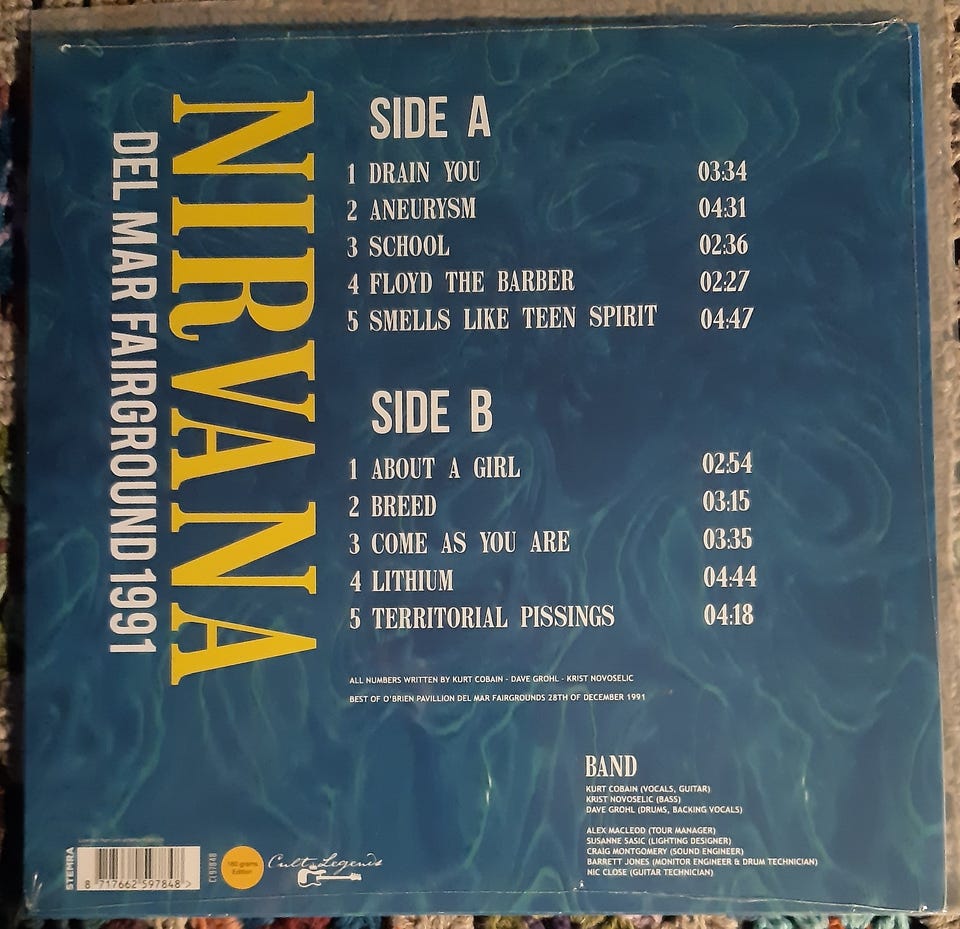 NIRVANA
DEL MAR FAIRGROUND 1991
SIDE A
1 DRAIN YOU 03:34
2 ANEURYSM 04:31
3 SCHOOL 02:36
4 FLOYD THE BARBER 02:27
5 SMELLS LIKE TEEN SPIRIT 04:47
SIDE B
1 ABOUT A GIRL 02:54
2 BREED 03:15
3 COME AS YOU ARE 03:35
4 LITHIUM 04:44
5 TERRITORIAL PISSINGS 04:18
ALL NUMBERS WRITTEN BY KURT COBAIN - DAVE GROHL - KRIST NOVOSELIC
BEST OF O'BRIEN PAVILLION DEL MAR FAIRGROUNDS 28TH OF DECEMBER 1991
BAND
KURT COBAIN (VOCALS, GUITAR)
KRIST NOVOSELIC (BASS)
DAVE GROHL (DRUMS, BACKING VOCALS)
ALEX MACLEOD (TOUR MANAGER)
SUSANNE SASIC (LIGHTING DESIGNER)
CRAIG MONTGOMERY (SOUND ENGINEER)
BARRETT JONES (MONITOR ENGINEER & DRUM TECHNICIAN)
NIC CLOSE (GUITAR TECHNICIAN)
STEMRA
8 717662 597848 >
CL97848
180 grams
Edition
Cult Legends